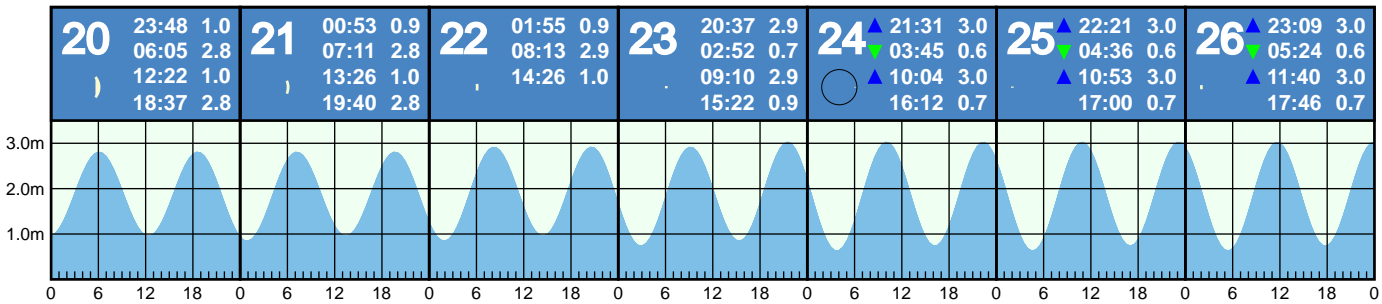 20 23:48 1.0
06:05 2.8
12:22 1.0
18:37 2.8
21 00:53 0.9
07:11 2.8
13:26 1.0
19:40 2.8
22 01:55 0.9
08:13 2.9
14:26 1.0
23 20:37 2.9
02:52 0.7
09:10 2.9
15:22 0.9
24 ▲ 21:31 3.0
▼ 03:45 0.6
▲ 10:04 3.0
16:12 0.7
25 ▲ 22:21 3.0
▼ 04:36 0.6
▲ 10:53 3.0
17:00 0.7
26 ▲ 23:09 3.0
▼ 05:24 0.6
▲ 11:40 3.0
17:46 0.7
3.0m
2.0m
1.0m
0 6 12 18 0 6 12 18 0 6 12 18 0 6 12 18 0 6 12 18 0 6 12 18 0 6 12 18 0